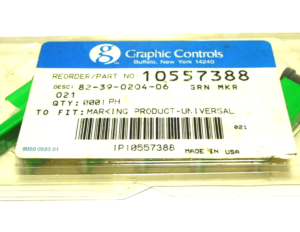 Graphic Controls
Buffalo, New York 14240
REORDER/PART NO 10557388
DESC: 82-39-0204-06 GRN MKR
021
QTY: 0001 PH
TO FIT: MARKING PRODUCT-UNIVERSAL
021
1P10557388 MADE IN USA
9050 0583 01